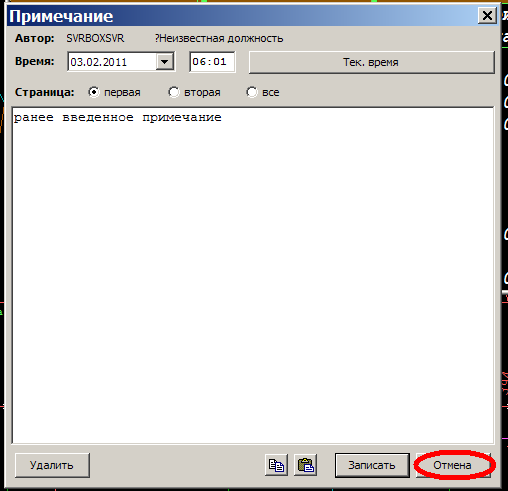 Примечание
Автор: SVRBOXSVR ?Неизвестная должность
Время: 03.02.2011 06:01 Тек. время
Страница: первая вторая все
ранее введенное примечание
Удалить Записать Отмена